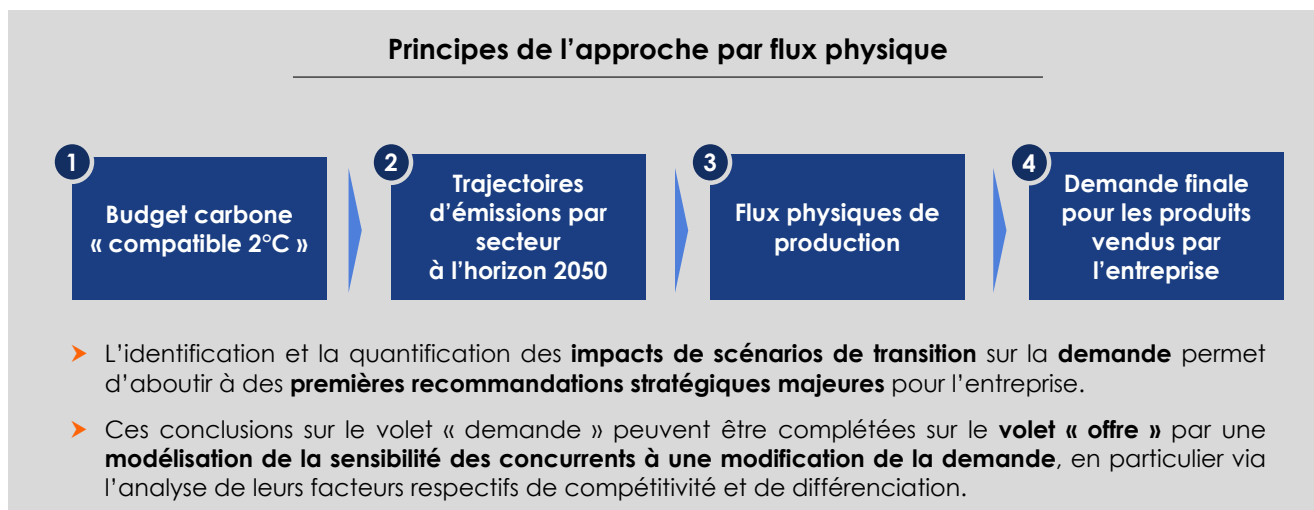 Principes de l’approche par flux physique
1
Budget carbone
« compatible 2°C »
2
Trajectoires
d’émissions par
secteur
à l’horizon 2050
3
Flux physiques de
production
4
Demande finale
pour les produits
vendus par
l’entreprise
L’identification et la quantification des impacts de scénarios de transition sur la demande permet
d’aboutir à des premières recommandations stratégiques majeures pour l’entreprise.
Ces conclusions sur le volet « demande » peuvent être complétées sur le volet « offre » par une
modélisation de la sensibilité des concurrents à une modification de la demande, en particulier via
l’analyse de leurs facteurs respectifs de compétitivité et de différenciation.